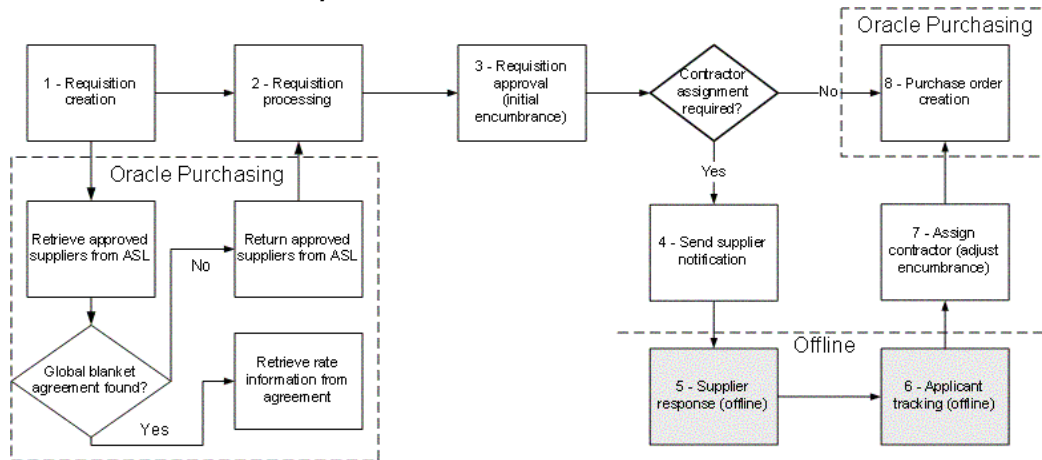 Oracle Purchasing
1 - Requisition
creation
2 - Requisition
processing
3 - Requisition
approval
(initial
encumbrance)
Contractor
assignment
required?
No
8 - Purchase order
creation
Yes
Oracle Purchasing
Retrieve approved
suppliers from ASL
No
Return approved
suppliers from ASL
4 - Send supplier
notification
7 - Assign
contractor (adjust
encumbrance)
Global blanket
agreement found?
Yes
Retrieve rate
information from
agreement
Offline
5 - Supplier
response (offline)
6 - Applicant
tracking (offline)